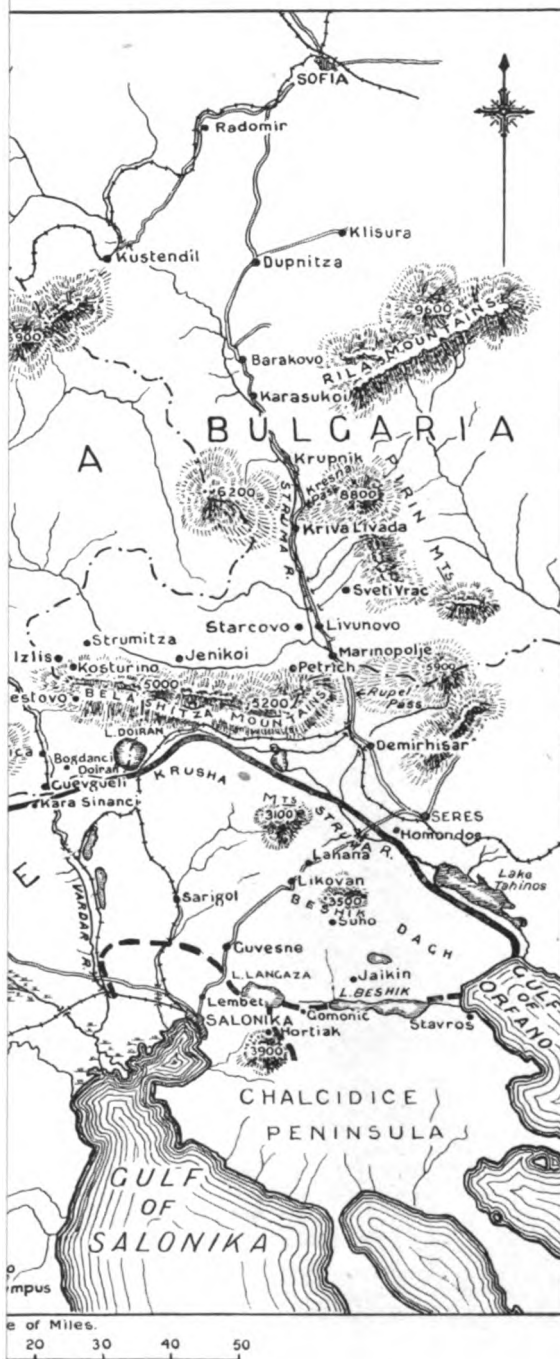 SOFIA
Radomir
Klisura
Kustendil
Dupnitza
9600
5900
RILA MOUNTAINS
Barakovo
Karasukoi
BULGARIA
A
Krupnik
Kresna Pass
6200
8800
STRUMA R.
PIRIN MTS
Kriva Livada
Sveti Vrac
Starcovo
Livunovo
Strumitza
Izlis
Kosturino
Jenikoi
Marinopolje
Petrich
5900
5000
estovo
BELASHITZA MOUNTAINS
5200
Rupel Pass
L. DOIRAN
Demirhisar
ica
Bogdanci
Doiran
KRUSHA
Guevgueli
MTS
3100
Kara Sinanci
STRUMA R.
SERES
Homondos
E
Lahana
Lake Tahinos
Likovan
VARDAR R.
Sarigol
3500
BESHIK DAGH
Suho
Guvesne
L. LANGAZA
Jaikin
L. BESHIK
Lembet
GULF OF ORFANO
SALONIKA
Gomonic
Stavros
Hortiak
3900
CHALCIDICE
PENINSULA
GULF
OF
SALONIKA
mpus
e of Miles.
20 30 40 50